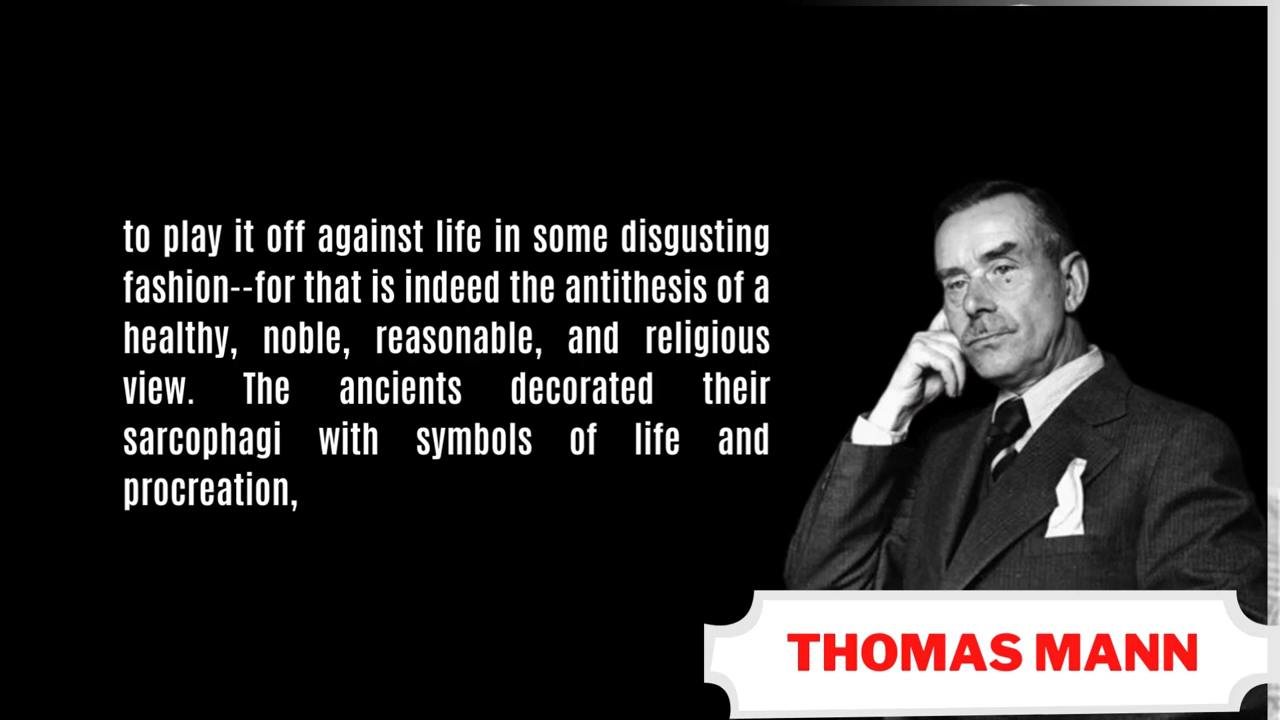 to play it off against life in some disgusting
fashion--for that is indeed the antithesis of a
healthy, noble, reasonable, and religious
view. The ancients decorated their
sarcophagi with symbols of life and
procreation,
THOMAS MANN